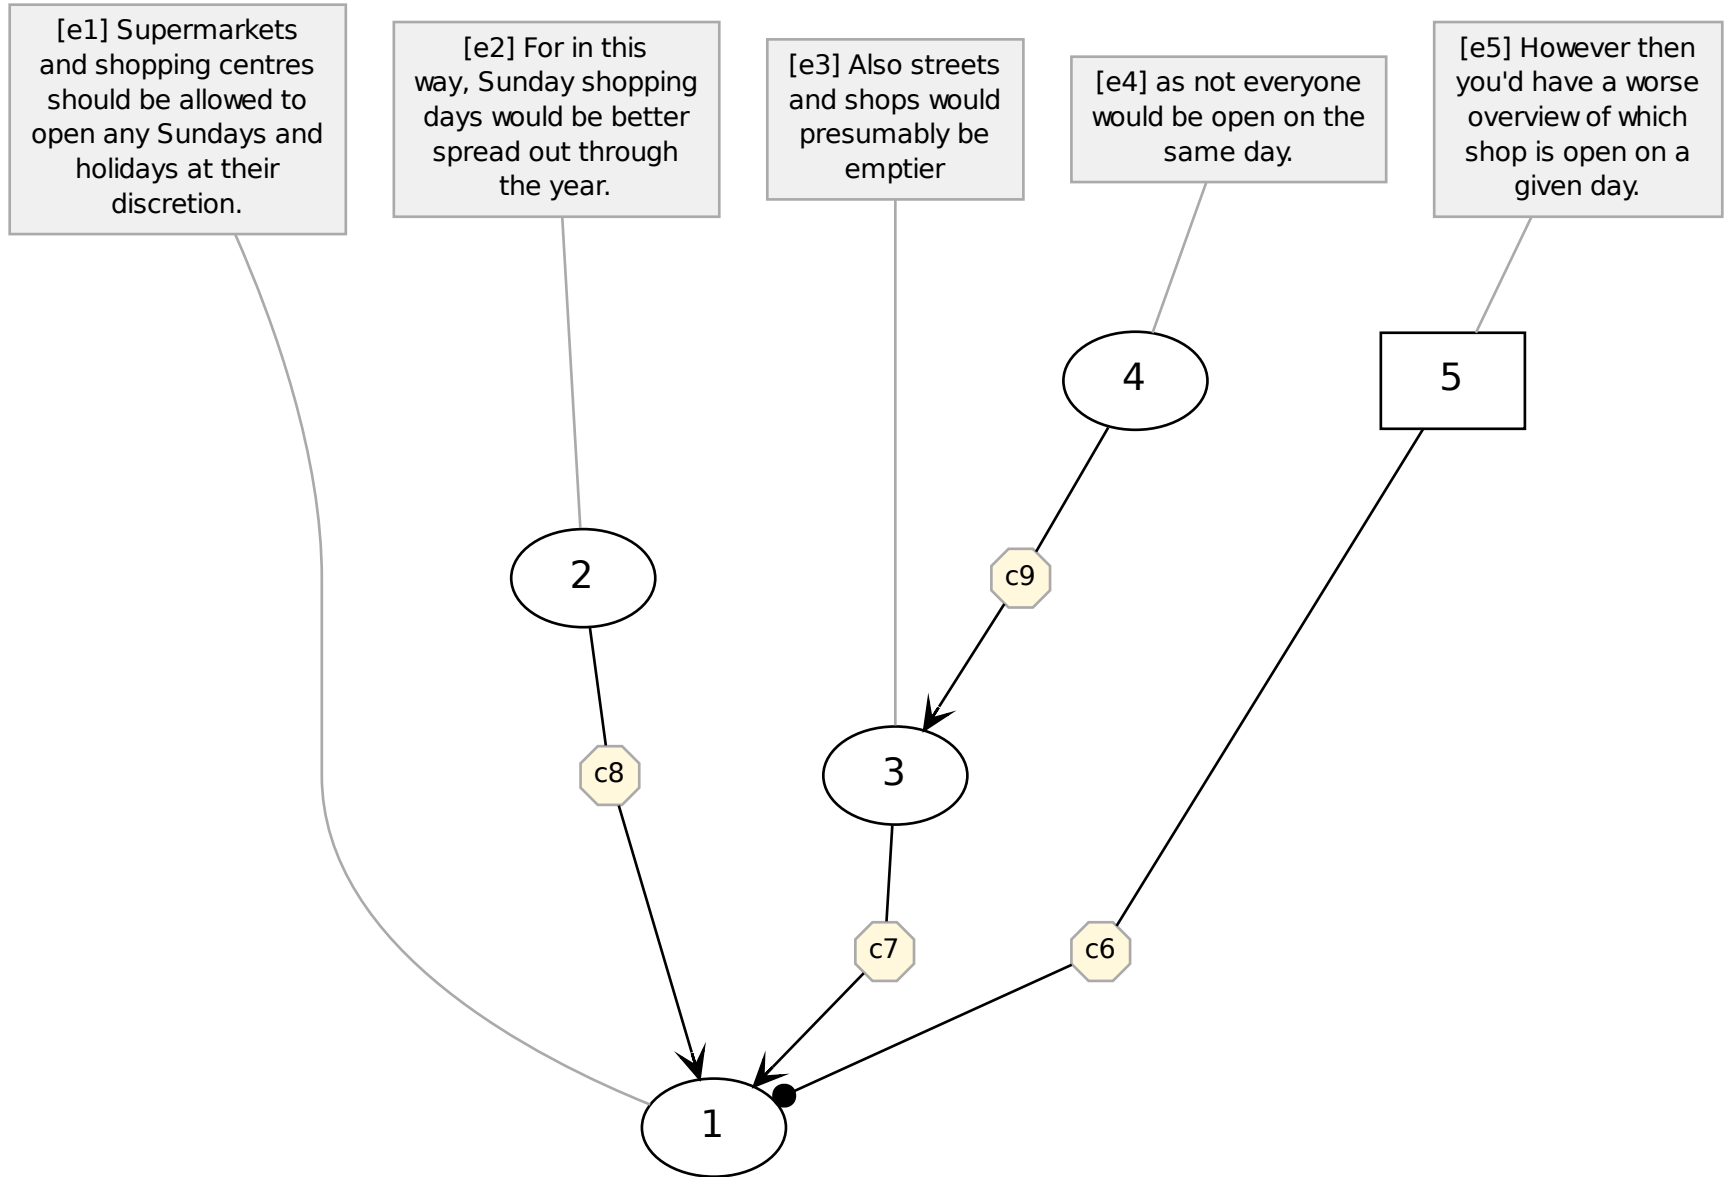 [e1] Supermarkets
and shopping centres
should be allowed to
open any Sundays and
holidays at their
discretion.
[e2] For in this
way, Sunday shopping
days would be better
spread out through
the year.
[e3] Also streets
and shops would
presumably be
emptier
[e4] as not everyone
would be open on the
same day.
[e5] However then
you'd have a worse
overview of which
shop is open on a
given day.
4
5
2
c9
3
c8
c7
c6
1